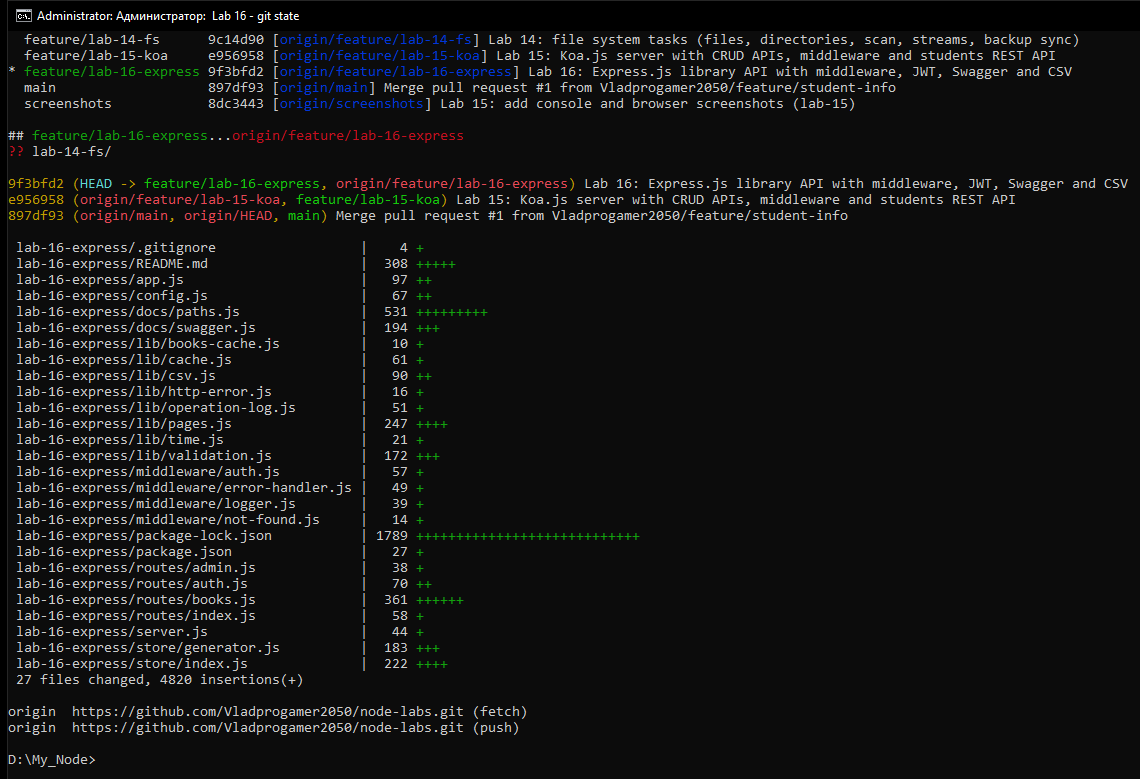 Administrator: Администратор:  Lab 16 - git state
  feature/lab-14-fs      9c14d90 [origin/feature/lab-14-fs] Lab 14: file system tasks (files, directories, scan, streams, backup sync)
  feature/lab-15-koa     e956958 [origin/feature/lab-15-koa] Lab 15: Koa.js server with CRUD APIs, middleware and students REST API
* feature/lab-16-express 9f3bfd2 [origin/feature/lab-16-express] Lab 16: Express.js library API with middleware, JWT, Swagger and CSV
  main                   897df93 [origin/main] Merge pull request #1 from Vladprogamer2050/feature/student-info
  screenshots            8dc3443 [origin/screenshots] Lab 15: add console and browser screenshots (lab-15)
## feature/lab-16-express...origin/feature/lab-16-express
?? lab-14-fs/
9f3bfd2 (HEAD -> feature/lab-16-express, origin/feature/lab-16-express) Lab 16: Express.js library API with middleware, JWT, Swagger and CSV
e956958 (origin/feature/lab-15-koa, feature/lab-15-koa) Lab 15: Koa.js server with CRUD APIs, middleware and students REST API
897df93 (origin/main, origin/HEAD, main) Merge pull request #1 from Vladprogamer2050/feature/student-info
 lab-16-express/.gitignore                  |    4 +
 lab-16-express/README.md                   |  308 +++++
 lab-16-express/app.js                      |   97 ++
 lab-16-express/config.js                   |   67 ++
 lab-16-express/docs/paths.js               |  531 +++++++++
 lab-16-express/docs/swagger.js             |  194 +++
 lab-16-express/lib/books-cache.js          |   10 +
 lab-16-express/lib/cache.js                |   61 +
 lab-16-express/lib/csv.js                  |   90 ++
 lab-16-express/lib/http-error.js           |   16 +
 lab-16-express/lib/operation-log.js        |   51 +
 lab-16-express/lib/pages.js                |  247 ++++
 lab-16-express/lib/time.js                 |   21 +
 lab-16-express/lib/validation.js           |  172 +++
 lab-16-express/middleware/auth.js          |   57 +
 lab-16-express/middleware/error-handler.js |   49 +
 lab-16-express/middleware/logger.js        |   39 +
 lab-16-express/middleware/not-found.js     |   14 +
 lab-16-express/package-lock.json           | 1789 ++++++++++++++++++++++++++++
 lab-16-express/package.json                |   27 +
 lab-16-express/routes/admin.js             |   38 +
 lab-16-express/routes/auth.js              |   70 ++
 lab-16-express/routes/books.js             |  361 ++++++
 lab-16-express/routes/index.js             |   58 +
 lab-16-express/server.js                   |   44 +
 lab-16-express/store/generator.js          |  183 +++
 lab-16-express/store/index.js              |  222 ++++
 27 files changed, 4820 insertions(+)
origin  https://github.com/Vladprogamer2050/node-labs.git (fetch)
origin  https://github.com/Vladprogamer2050/node-labs.git (push)
D:\My_Node>